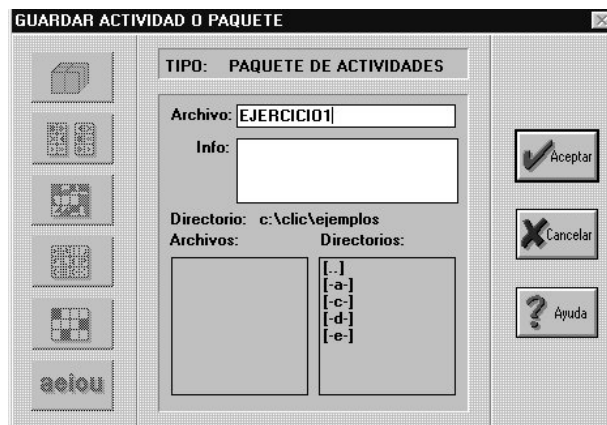 GUARDAR ACTIVIDAD O PAQUETE
TIPO: PAQUETE DE ACTIVIDADES
Archivo: EJERCICIO1
Info:
Directorio: c:\clic\ejemplos
Archivos: Directorios:
[..]
[-a-]
[-c-]
[-d-]
[-e-]
Aceptar
Cancelar
? Ayuda
aeiou